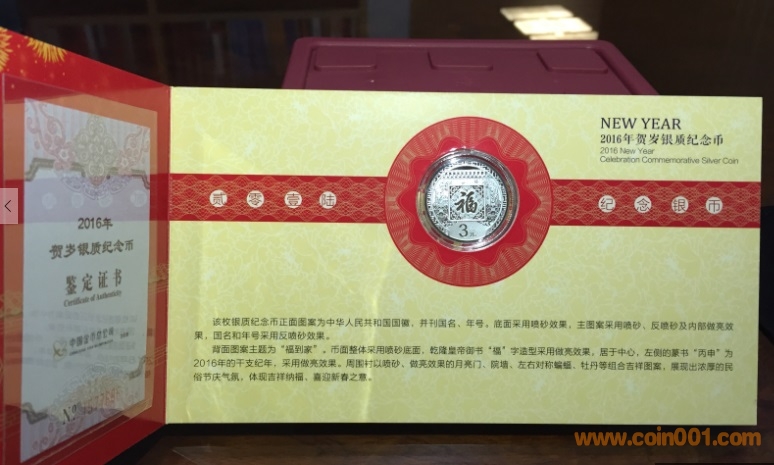 NEW YEAR
2016年贺岁银质纪念币
2016 New Year
Celebration Commemorative Silver Coin
贰零壹陆
纪念银币
福
3元
2016年
贺岁银质纪念币
鉴定证书
Certificate of Authenticity
中国金币总公司
该枚银质纪念币正面图案为中华人民共和国国徽，并刊国名、年号。底面采用喷砂效果，主图案采用喷砂、反喷砂及内部做亮效
果，国名和年号采用反喷砂效果。
背面图案主题为“福到家”。币面整体采用喷砂底面，乾隆皇帝御书“福”字造型采用做亮效果，居于中心，左侧的篆书“丙申”为
2016年的干支纪年，采用做亮效果。周围衬以喷砂、做亮效果的月亮门、院墙、左右对称蝙蝠、牡丹等组合吉祥图案，展现出浓厚的民
俗节庆气氛，体现吉祥纳福、喜迎新春之意。
No
www.coin001.com